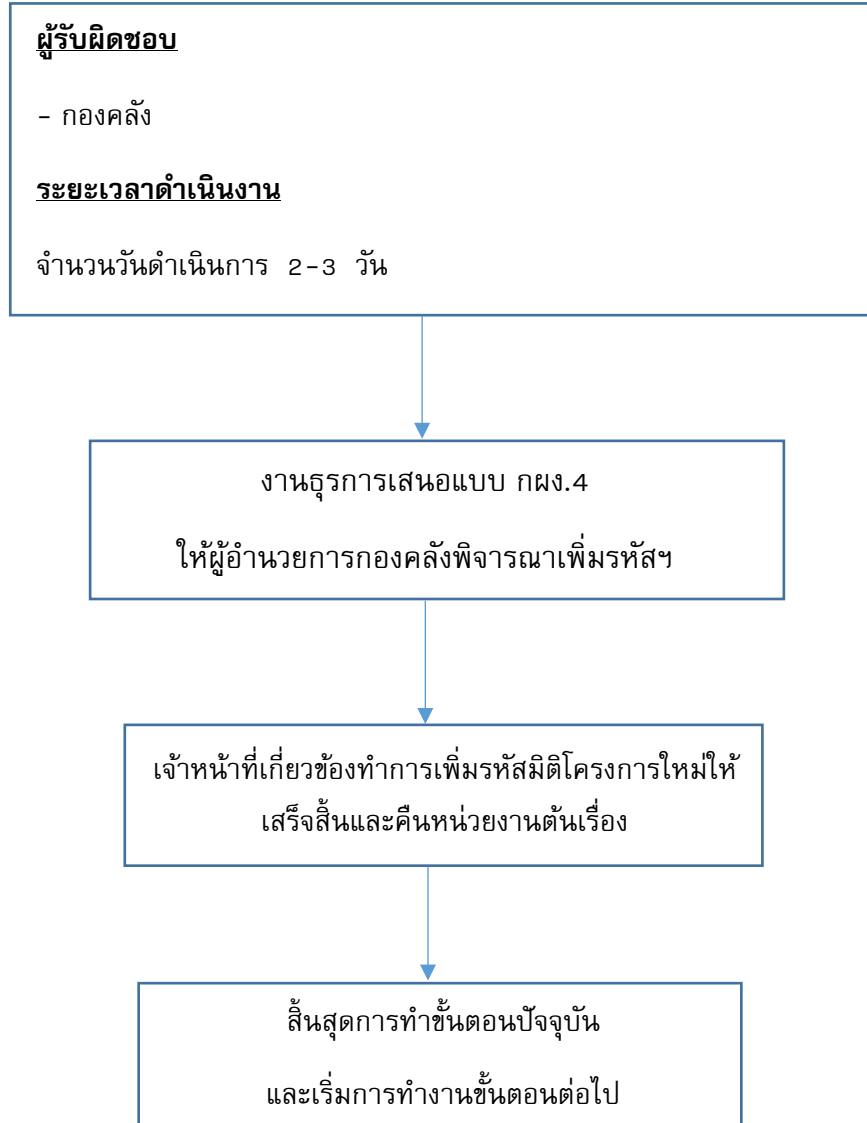 ผู้รับผิดชอบ
- กองคลัง
ระยะเวลาดำเนินงาน
จำนวนวันดำเนินการ 2-3 วัน
งานธุรการเสนอแบบ กผง.4
ให้ผู้อำนวยการกองคลังพิจารณาเพิ่มรหัสฯ
เจ้าหน้าที่เกี่ยวข้องทำการเพิ่มรหัสมิติโครงการใหม่ให้
เสร็จสิ้นและคืนหน่วยงานต้นเรื่อง
สิ้นสุดการทำขั้นตอนปัจจุบัน
และเริ่มการทำงานขั้นตอนต่อไป